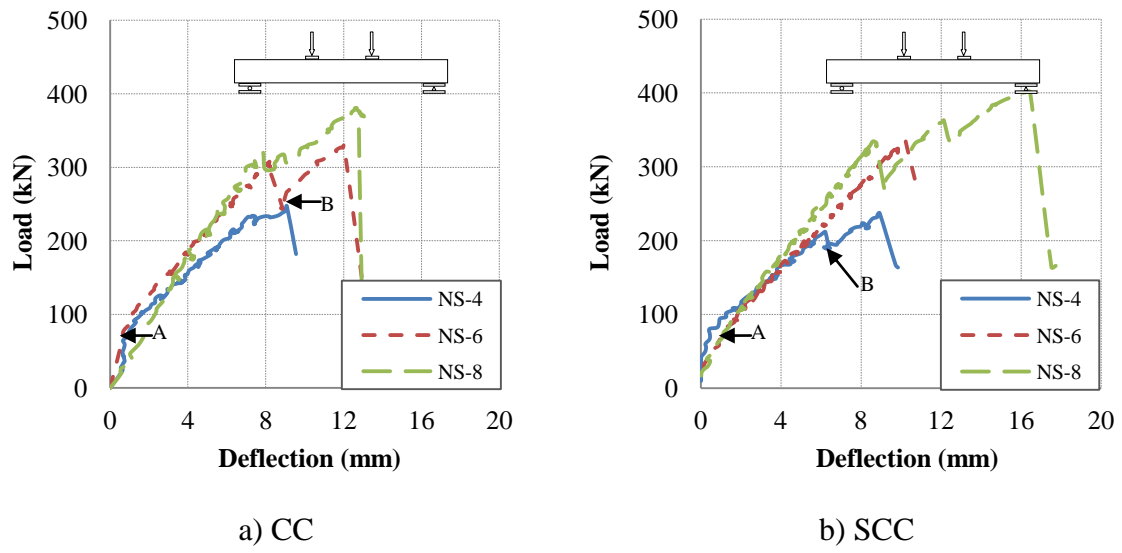 500
400
300
200
100
0
Load (kN)
0 4 8 12 16 20
Deflection (mm)
A
B
NS-4
NS-6
NS-8
a) CC
500
400
300
200
100
0
Load (kN)
0 4 8 12 16 20
Deflection (mm)
A
B
NS-4
NS-6
NS-8
b) SCC